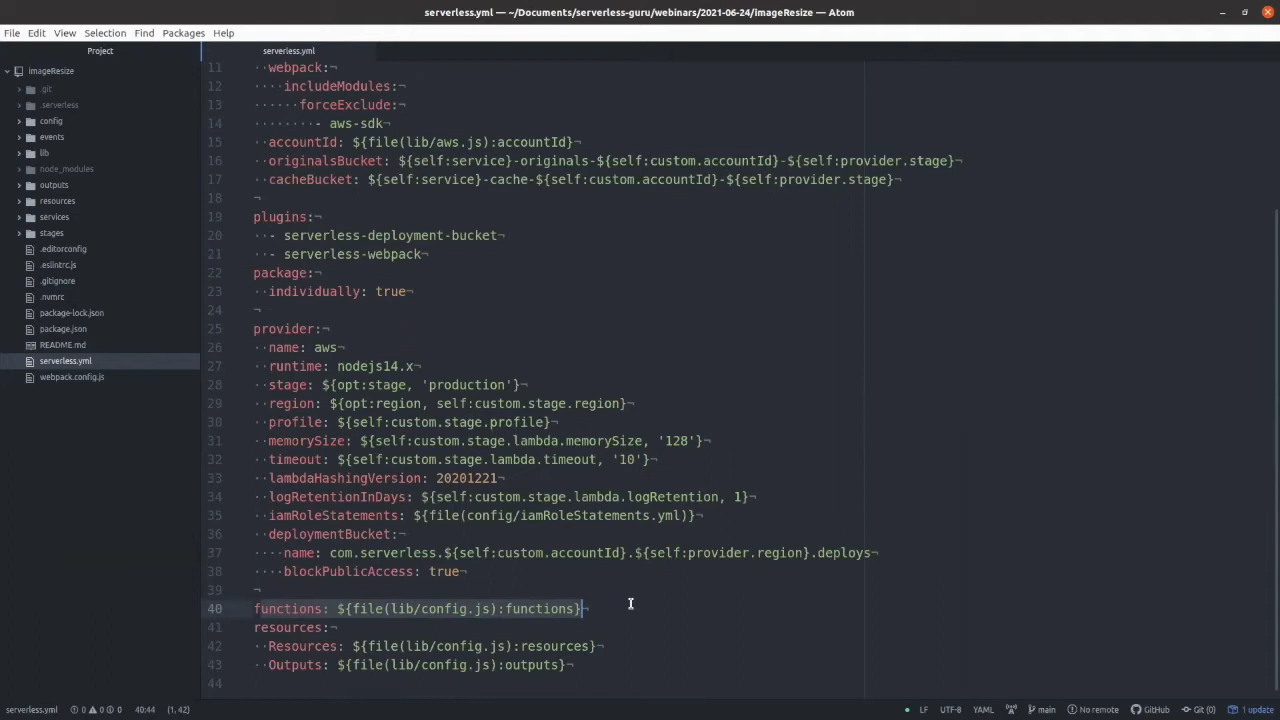 serverless.yml — ~/Documents/serverless-guru/webinars/2021-06-24/imageResize — Atom
File Edit View Selection Find Packages Help
Project
serverless.yml
imageResize
.git
.serverless
config
events
lib
node_modules
outputs
resources
services
stages
.editorconfig
.eslintrc.js
.gitignore
.nvmrc
package-lock.json
package.json
README.md
serverless.yml
webpack.config.js
11 ··webpack:¬
12 ····includeModules:¬
13 ······forceExclude:¬
14 ········- aws-sdk¬
15 ··accountId: ${file(lib/aws.js):accountId}¬
16 ··originalsBucket: ${self:service}-originals-${self:custom.accountId}-${self:provider.stage}¬
17 ··cacheBucket: ${self:service}-cache-${self:custom.accountId}-${self:provider.stage}¬
18 ¬
19 plugins:¬
20 ··- serverless-deployment-bucket¬
21 ··- serverless-webpack¬
22 package:¬
23 ··individually: true¬
24 ¬
25 provider:¬
26 ··name: aws¬
27 ··runtime: nodejs14.x¬
28 ··stage: ${opt:stage, 'production'}¬
29 ··region: ${opt:region, self:custom.stage.region}¬
30 ··profile: ${self:custom.stage.profile}¬
31 ··memorySize: ${self:custom.stage.lambda.memorySize, '128'}¬
32 ··timeout: ${self:custom.stage.lambda.timeout, '10'}¬
33 ··lambdaHashingVersion: 20201221¬
34 ··logRetentionInDays: ${self:custom.stage.lambda.logRetention, 1}¬
35 ··iamRoleStatements: ${file(config/iamRoleStatements.yml)}¬
36 ··deploymentBucket:¬
37 ····name: com.serverless.${self:custom.accountId}.${self:provider.region}.deploys¬
38 ····blockPublicAccess: true¬
39 ¬
40 functions: ${file(lib/config.js):functions}¬
41 resources:¬
42 ··Resources: ${file(lib/config.js):resources}¬
43 ··Outputs: ${file(lib/config.js):outputs}¬
44
serverless.yml 0 0 0 40:44 (1, 42) LF UTF-8 YAML main No remote GitHub Git (0) 1 update